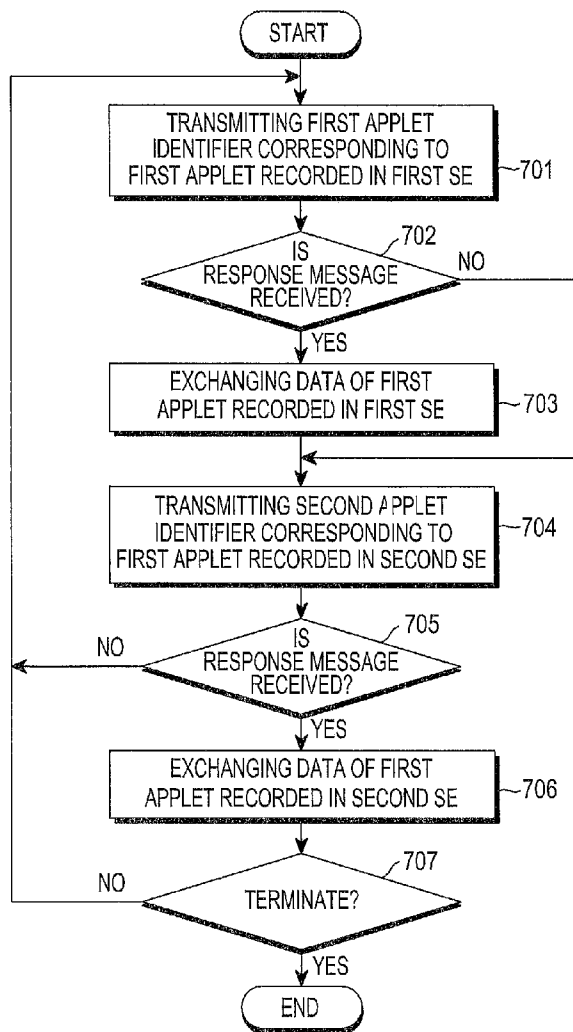 START
TRANSMITTING FIRST APPLET
IDENTIFIER CORRESPONDING TO
FIRST APPLET RECORDED IN FIRST SE
701
702
IS
RESPONSE MESSAGE
RECEIVED?
NO
YES
EXCHANGING DATA OF FIRST
APPLET RECORDED IN FIRST SE
703
TRANSMITTING SECOND APPLET
IDENTIFIER CORRESPONDING TO
FIRST APPLET RECORDED IN SECOND SE
704
705
IS
RESPONSE MESSAGE
RECEIVED?
NO
YES
EXCHANGING DATA OF FIRST
APPLET RECORDED IN SECOND SE
706
707
TERMINATE?
NO
YES
END